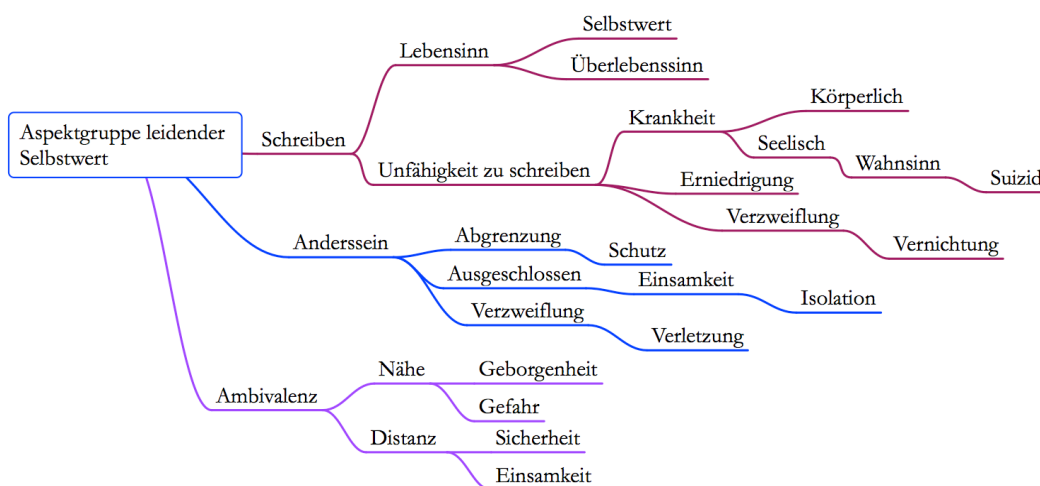 Aspektgruppe leidender
Selbstwert
Schreiben
Lebensinn
Selbstwert
Überlebenssinn
Unfähigkeit zu schreiben
Krankheit
Körperlich
Seelisch
Wahnsinn
Suizid
Erniedrigung
Verzweiflung
Vernichtung
Anderssein
Abgrenzung
Schutz
Ausgeschlossen
Einsamkeit
Isolation
Verzweiflung
Verletzung
Ambivalenz
Nähe
Geborgenheit
Gefahr
Distanz
Sicherheit
Einsamkeit